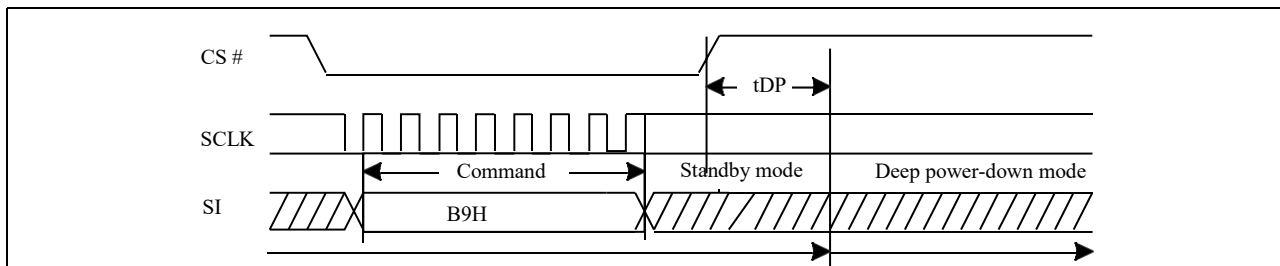 CS #
tDP
SCLK
Command Standby mode Deep power-down mode
SI B9H